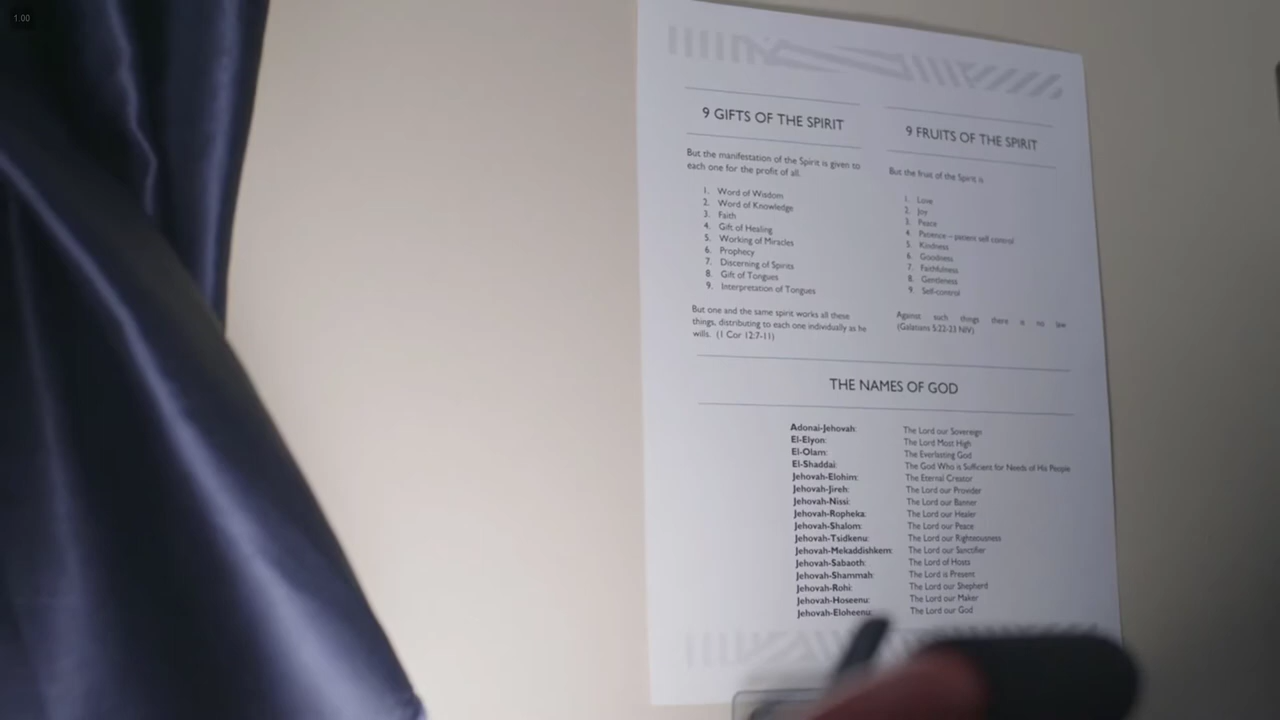 1.00
9 GIFTS OF THE SPIRIT
But the manifestation of the Spirit is given to
each one for the profit of all.
1. Word of Wisdom
2. Word of Knowledge
3. Faith
4. Gift of Healing
5. Working of Miracles
6. Prophecy
7. Discerning of Spirits
8. Gift of Tongues
9. Interpretation of Tongues
But one and the same spirit works all these
things, distributing to each one individually as he
wills. (1 Cor 12:7-11)
9 FRUITS OF THE SPIRIT
But the fruit of the Spirit is
1. Love
2. Joy
3. Peace
4. Patience – patient self control
5. Kindness
6. Goodness
7. Faithfulness
8. Gentleness
9. Self-control
Against such things there is no law
(Galatians 5:22-23 NIV)
THE NAMES OF GOD
Adonai-Jehovah: The Lord our Sovereign
El-Elyon: The Lord Most High
El-Olam: The Everlasting God
El-Shaddai: The God Who is Sufficient for Needs of His People
Jehovah-Elohim: The Eternal Creator
Jehovah-Jireh: The Lord our Provider
Jehovah-Nissi: The Lord our Banner
Jehovah-Ropheka: The Lord our Healer
Jehovah-Shalom: The Lord our Peace
Jehovah-Tsidkenu: The Lord our Righteousness
Jehovah-Mekaddishkem: The Lord our Sanctifier
Jehovah-Sabaoth: The Lord of Hosts
Jehovah-Shammah: The Lord is Present
Jehovah-Rohi: The Lord our Shepherd
Jehovah-Hoseenu: The Lord our Maker
Jehovah-Eloheenu: The Lord our God